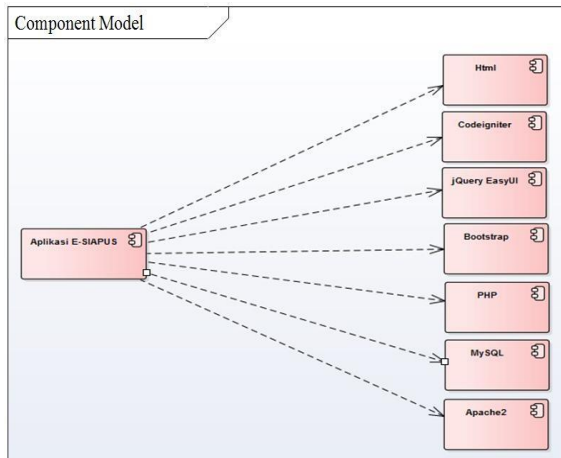 Component Model
Html
Codeigniter
jQuery EasyUI
Aplikasi E-SIAPUS
Bootstrap
PHP
MySQL
Apache2